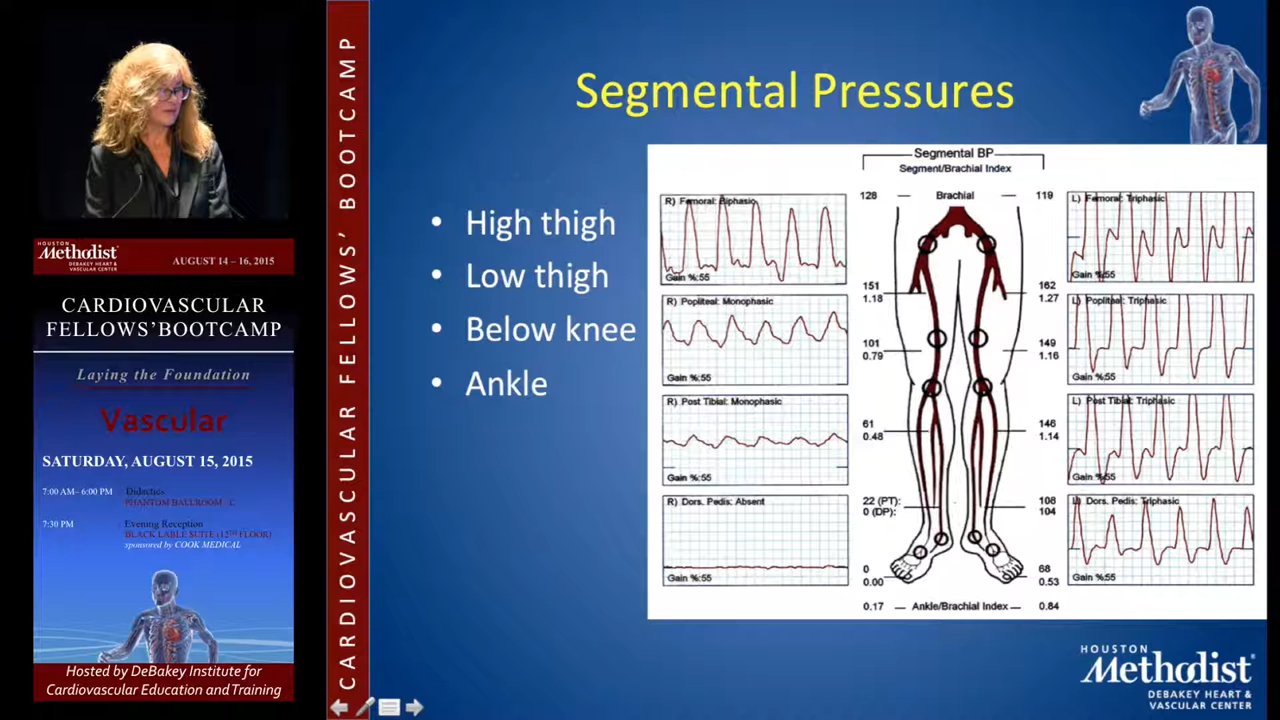 HOUSTON
Methodist
DEBAKEY HEART &
VASCULAR CENTER
AUGUST 14 – 16, 2015
CARDIOVASCULAR
FELLOWS' BOOTCAMP
Laying the Foundation
Vascular
SATURDAY, AUGUST 15, 2015
7:00 AM– 6:00 PM Didactics
PHANTOM BALLROOM - C
7:30 PM Evening Reception
BLACK LABLE SUITE (12TH FLOOR)
sponsored by COOK MEDICAL
Hosted by DeBakey Institute for
Cardiovascular Education and Training
CARDIOVASCULAR FELLOWS' BOOTCAMP
Segmental Pressures
• High thigh
• Low thigh
• Below knee
• Ankle
Segmental BP
Segment/Brachial Index
128 — Brachial — 119
R) Femoral: Biphasic
Gain %:55
R) Popliteal: Monophasic
Gain %:55
R) Post Tibial: Monophasic
Gain %:55
R) Dors. Pedis: Absent
Gain %:55
151
1.18
101
0.79
61
0.48
22 (PT):
0 (DP):
0
0.00
162
1.27
149
1.16
146
1.14
108
104
68
0.53
0.17 — Ankle/Brachial Index — 0.84
L) Femoral: Triphasic
Gain %:55
L) Popliteal: Triphasic
Gain %:55
L) Post Tibial: Triphasic
Gain %:55
L) Dors. Pedis: Triphasic
Gain %:55
HOUSTON
Methodist
DEBAKEY HEART &
VASCULAR CENTER